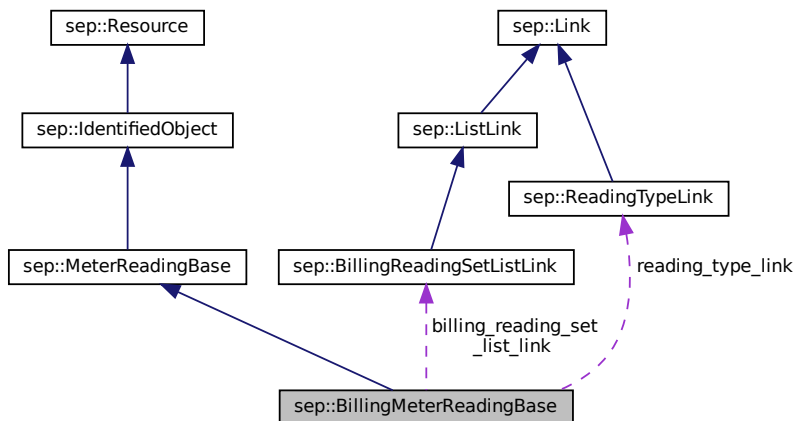 sep::Resource
sep::Link
sep::IdentifiedObject
sep::ListLink
sep::ReadingTypeLink
sep::MeterReadingBase
sep::BillingReadingSetListLink
reading_type_link
billing_reading_set
_list_link
sep::BillingMeterReadingBase